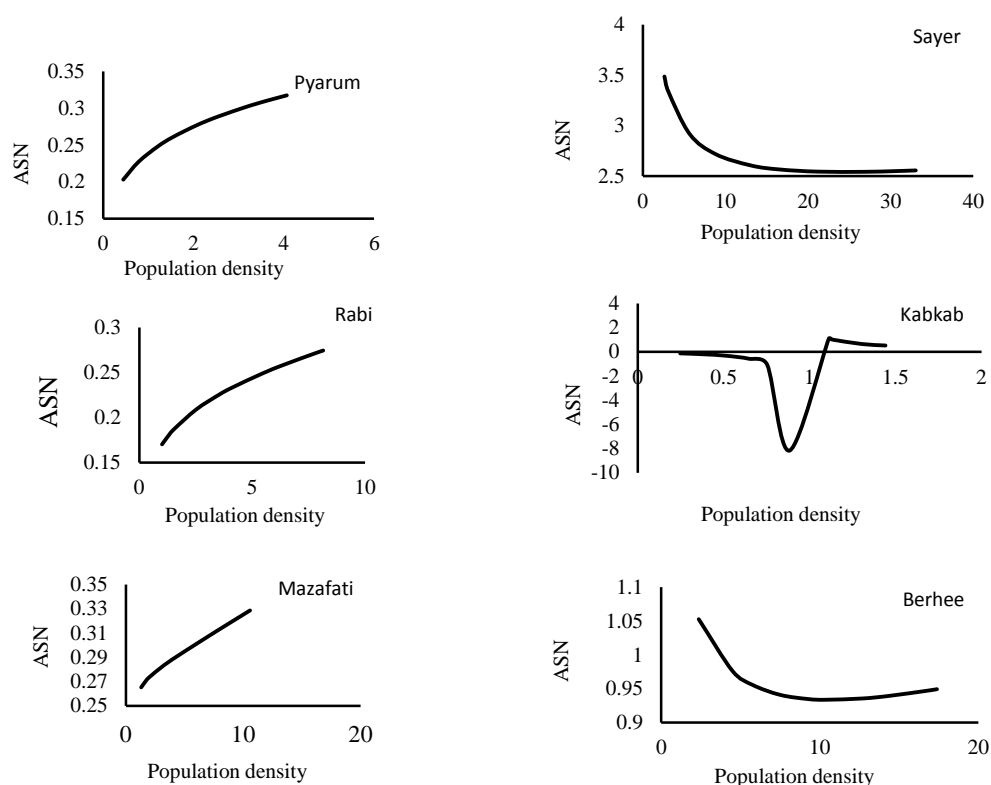 Pyarum
0.35
0.3
0.25
0.2
0.15
ASN
0 2 4 6
Population density
Sayer
4
3.5
3
2.5
ASN
0 10 20 30 40
Population density
Rabi
0.3
0.25
0.2
0.15
ASN
0 5 10
Population density
Kabkab
4
2
0
-2
-4
-6
-8
-10
ASN
0 0.5 1 1.5 2
Population density
Mazafati
0.35
0.33
0.31
0.29
0.27
0.25
ASN
0 10 20
Population density
Berhee
1.1
1.05
1
0.95
0.9
ASN
0 10 20
Population density